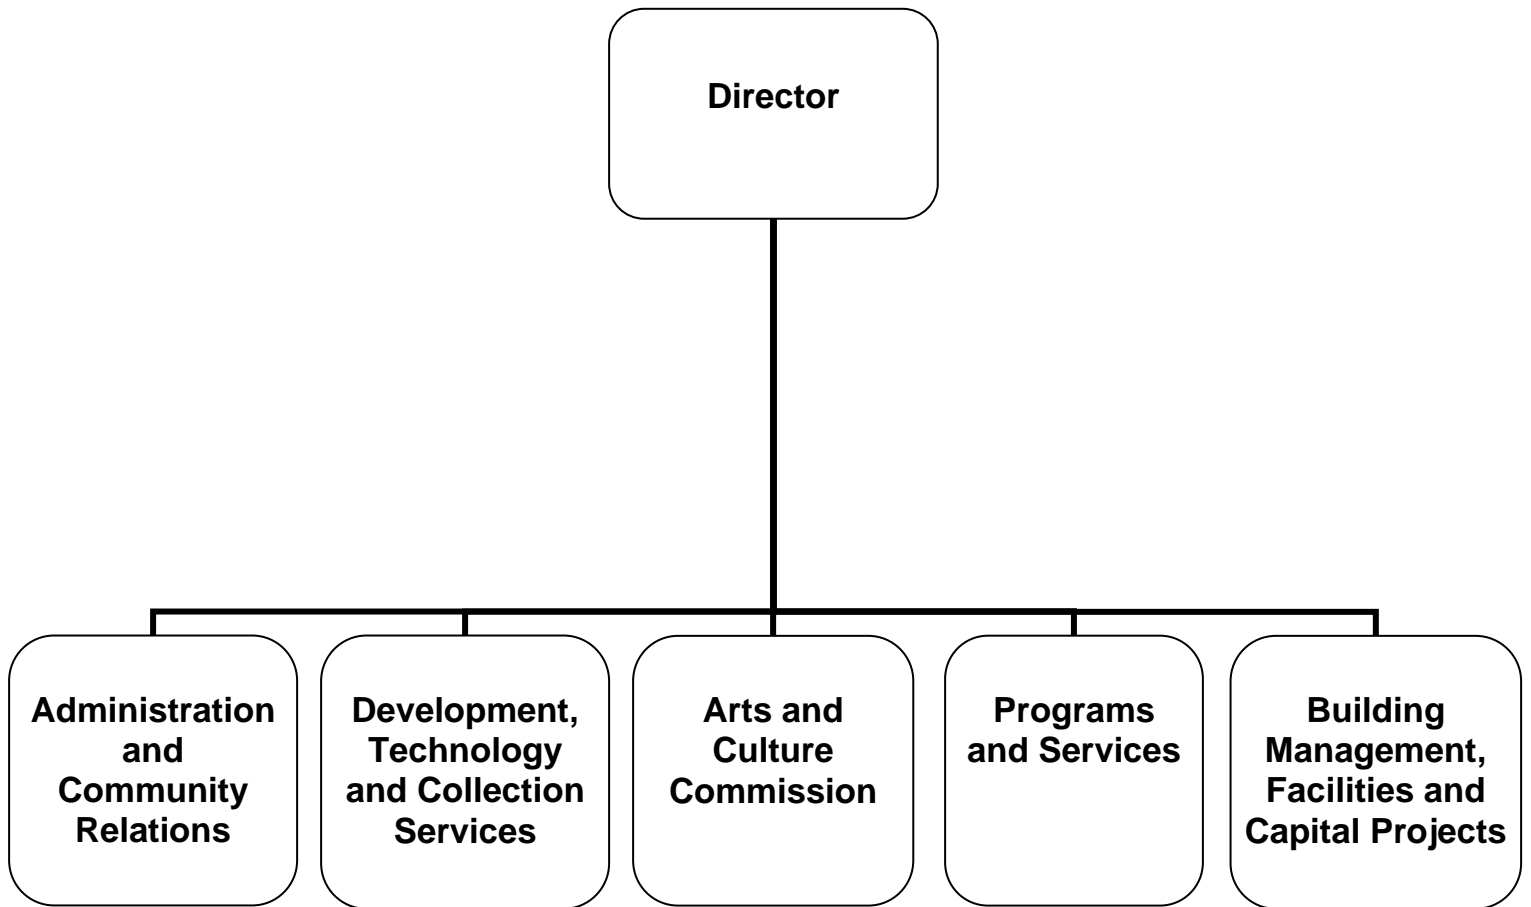 Director
Administration
and
Community
Relations
Development,
Technology
and Collection
Services
Arts and
Culture
Commission
Programs
and Services
Building
Management,
Facilities and
Capital Projects